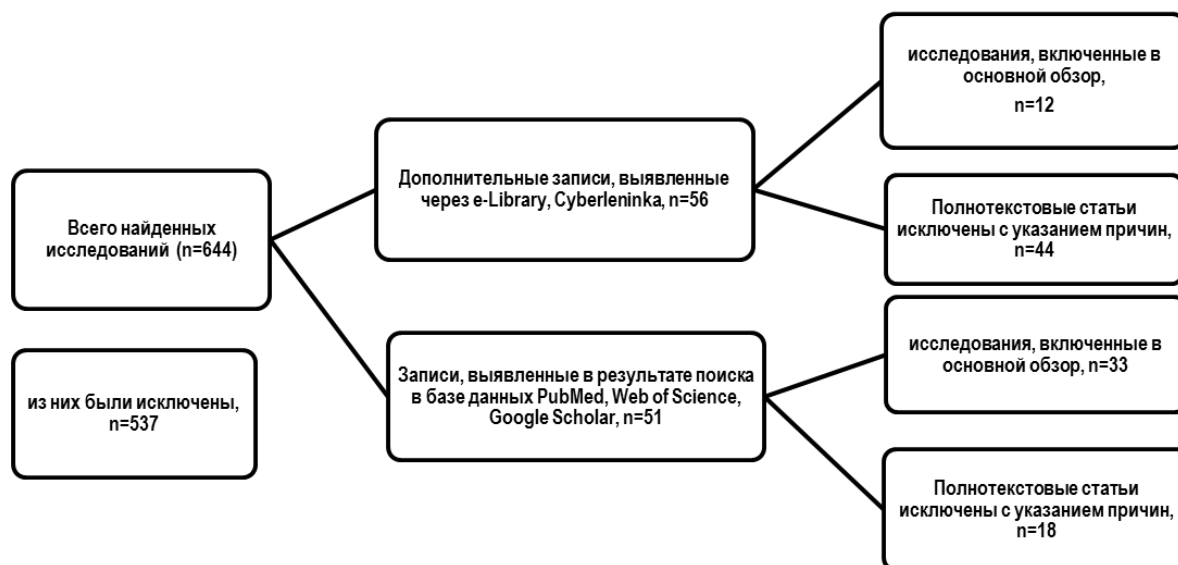 Всего найденных
исследований (n=644)
из них были исключены,
n=537
Дополнительные записи, выявленные
через e-Library, Cyberleninka, n=56
Записи, выявленные в результате поиска
в базе данных PubMed, Web of Science,
Google Scholar, n=51
исследования, включенные в
основной обзор,
n=12
Полнотекстовые статьи
исключены с указанием причин,
n=44
исследования, включенные в
основной обзор, n=33
Полнотекстовые статьи
исключены с указанием причин,
n=18